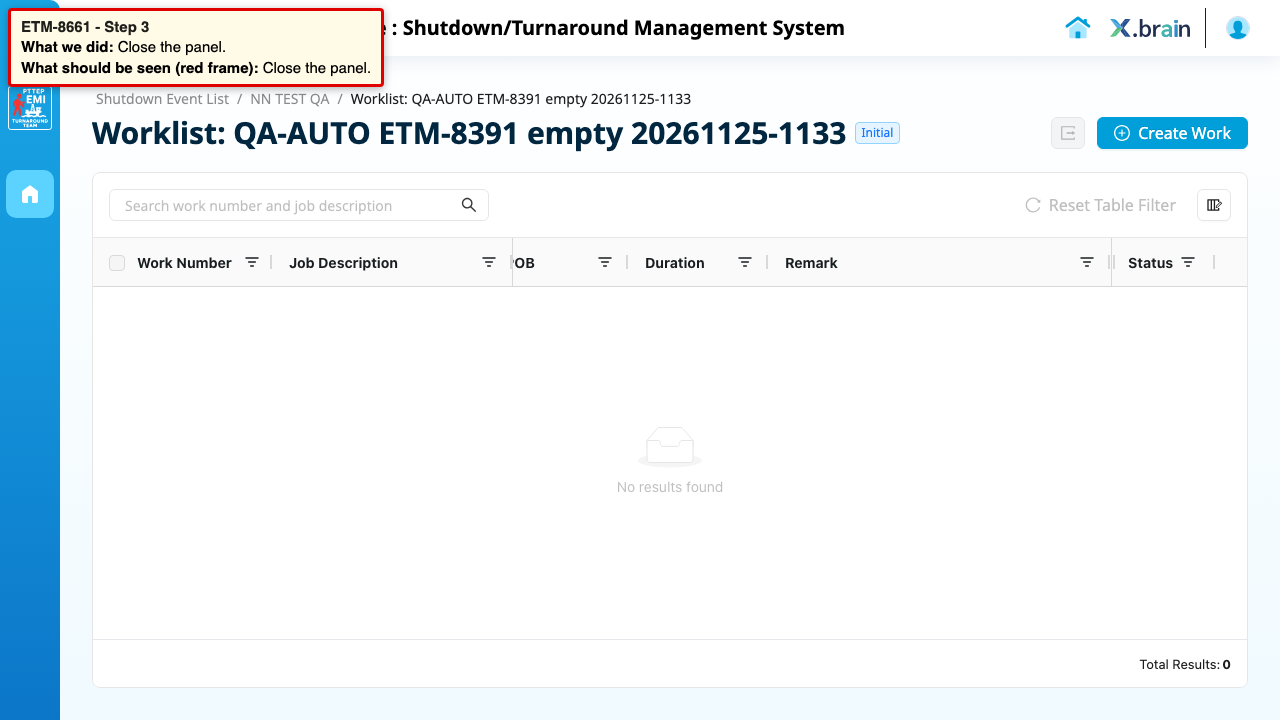 ETM-8661 - Step 3
What we did: Close the panel.
What should be seen (red frame): Close the panel.
: Shutdown/Turnaround Management System
X.brain
PTTEP
EMI
TURNAROUND
TEAM
Shutdown Event List / NN TEST QA / Worklist: QA-AUTO ETM-8391 empty 20261125-1133
Worklist: QA-AUTO ETM-8391 empty 20261125-1133
Initial
Create Work
Search work number and job description
Reset Table Filter
Work Number
Job Description
OB
Duration
Remark
Status
No results found
Total Results: 0